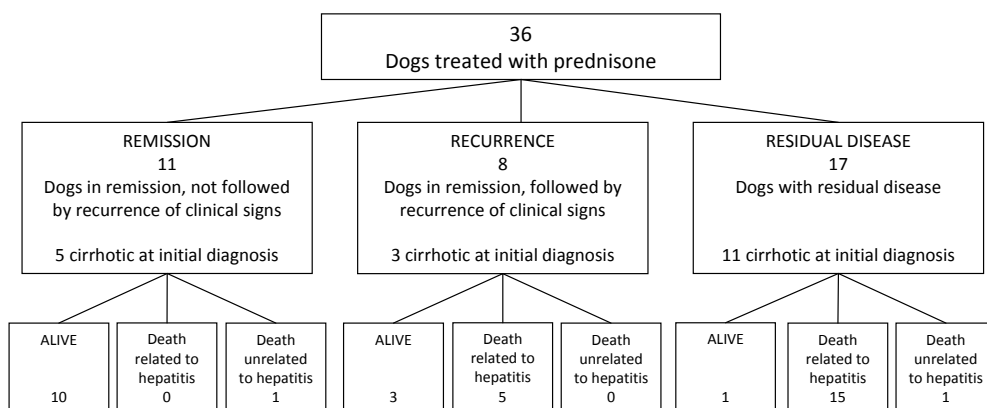 36
Dogs treated with prednisone
REMISSION
11
Dogs in remission, not followed
by recurrence of clinical signs
5 cirrhotic at initial diagnosis
RECURRENCE
8
Dogs in remission, followed by
recurrence of clinical signs
3 cirrhotic at initial diagnosis
RESIDUAL DISEASE
17
Dogs with residual disease
11 cirrhotic at initial diagnosis
ALIVE
10
Death
related to
hepatitis
0
Death
unrelated
to hepatitis
1
ALIVE
3
Death
related to
hepatitis
5
Death
unrelated
to hepatitis
0
ALIVE
1
Death
related to
hepatitis
15
Death
unrelated
to hepatitis
1